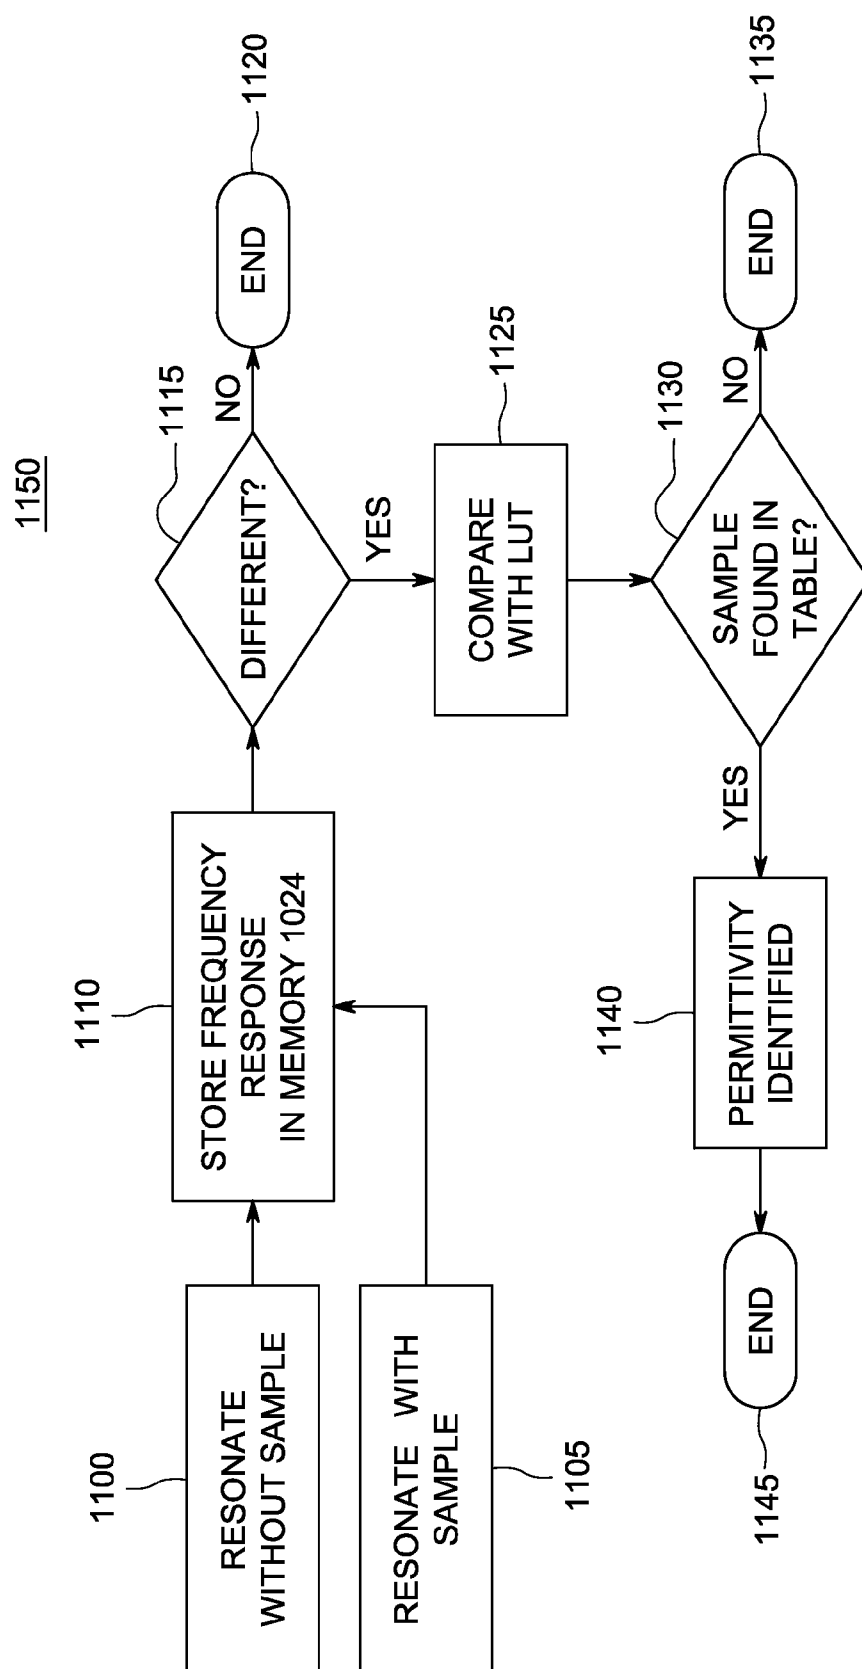 1150
1100
RESONATE
WITHOUT SAMPLE
1105
RESONATE WITH
SAMPLE
1110
STORE FREQUENCY
RESPONSE
IN MEMORY 1024
1115
DIFFERENT?
NO
1120
END
YES
1125
COMPARE
WITH LUT
1130
SAMPLE
FOUND IN
TABLE?
NO
1135
END
YES
1140
PERMITTIVITY
IDENTIFIED
1145
END